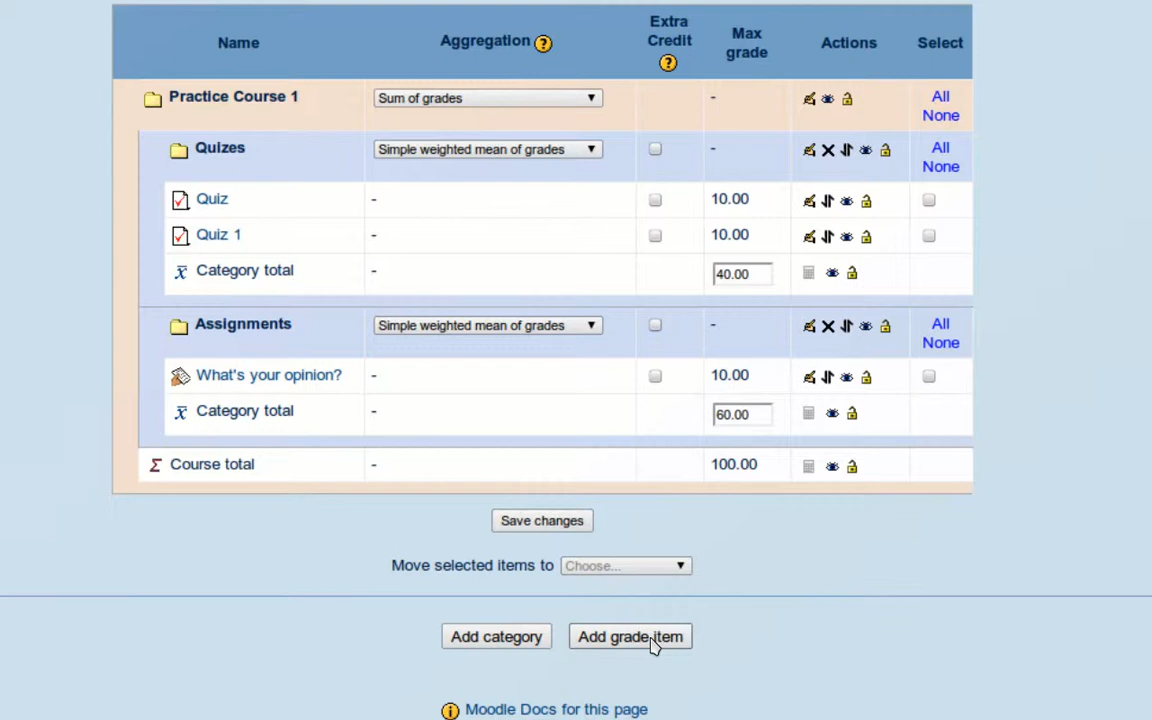 Name Aggregation Extra Credit Max grade Actions Select
Practice Course 1 Sum of grades - All
None
Quizes Simple weighted mean of grades - All
None
Quiz - 10.00
Quiz 1 - 10.00
x̄ Category total - 40.00
Assignments Simple weighted mean of grades - All
None
What's your opinion? - 10.00
x̄ Category total - 60.00
Σ Course total - 100.00
Save changes
Move selected items to Choose...
Add category Add grade item
Moodle Docs for this page